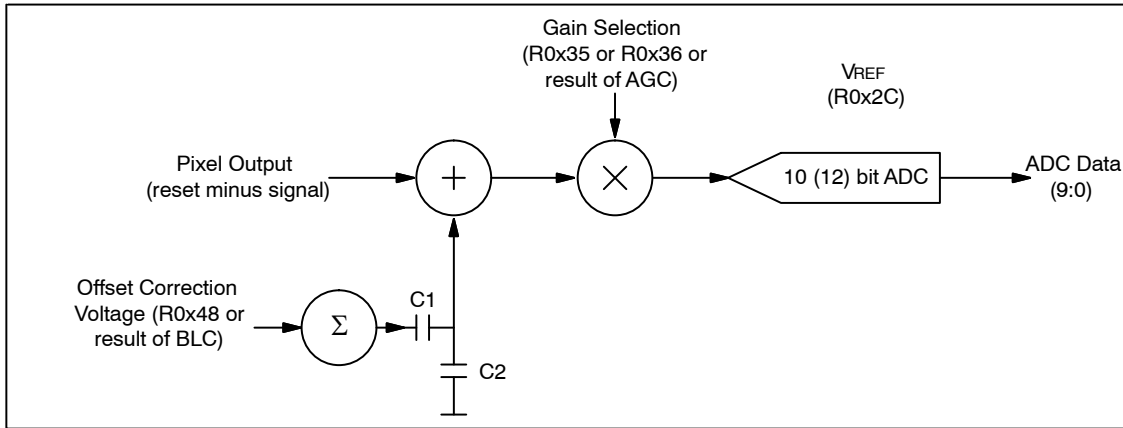 Gain Selection
(R0x35 or R0x36 or
result of AGC)
VREF
(R0x2C)
Pixel Output
(reset minus signal)
+
×
10 (12) bit ADC
ADC Data
(9:0)
Offset Correction
Voltage (R0x48 or
result of BLC)
Σ
C1
C2